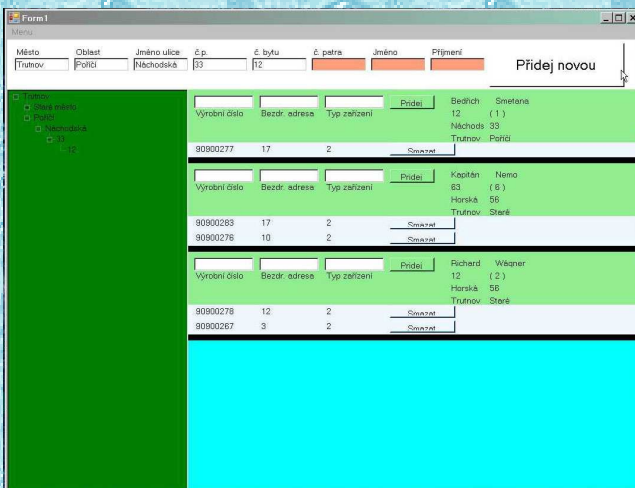 Form1
Menu
Město Oblast Jméno ulice č.p. č. bytu č. patra Jméno Příjmení
Trutnov Poříčí Náchodská 33 12
Přidej novou
Trutnov
Staré město
Poříčí
Náchodská
33
12
Přidej Bedřich Smetana
Výrobní číslo Bezdr. adresa Typ zařízení 12 ( 1 )
Náchods 33
Trutnov Poříčí
90900277 17 2 Smazat
Přidej Kapitán Nemo
Výrobní číslo Bezdr. adresa Typ zařízení 63 ( 6 )
Horská 56
Trutnov Staré
90900283 17 2 Smazat
90900276 10 2 Smazat
Přidej Richard Wágner
Výrobní číslo Bezdr. adresa Typ zařízení 12 ( 2 )
Horská 56
Trutnov Staré
90900278 12 2 Smazat
90900267 3 2 Smazat